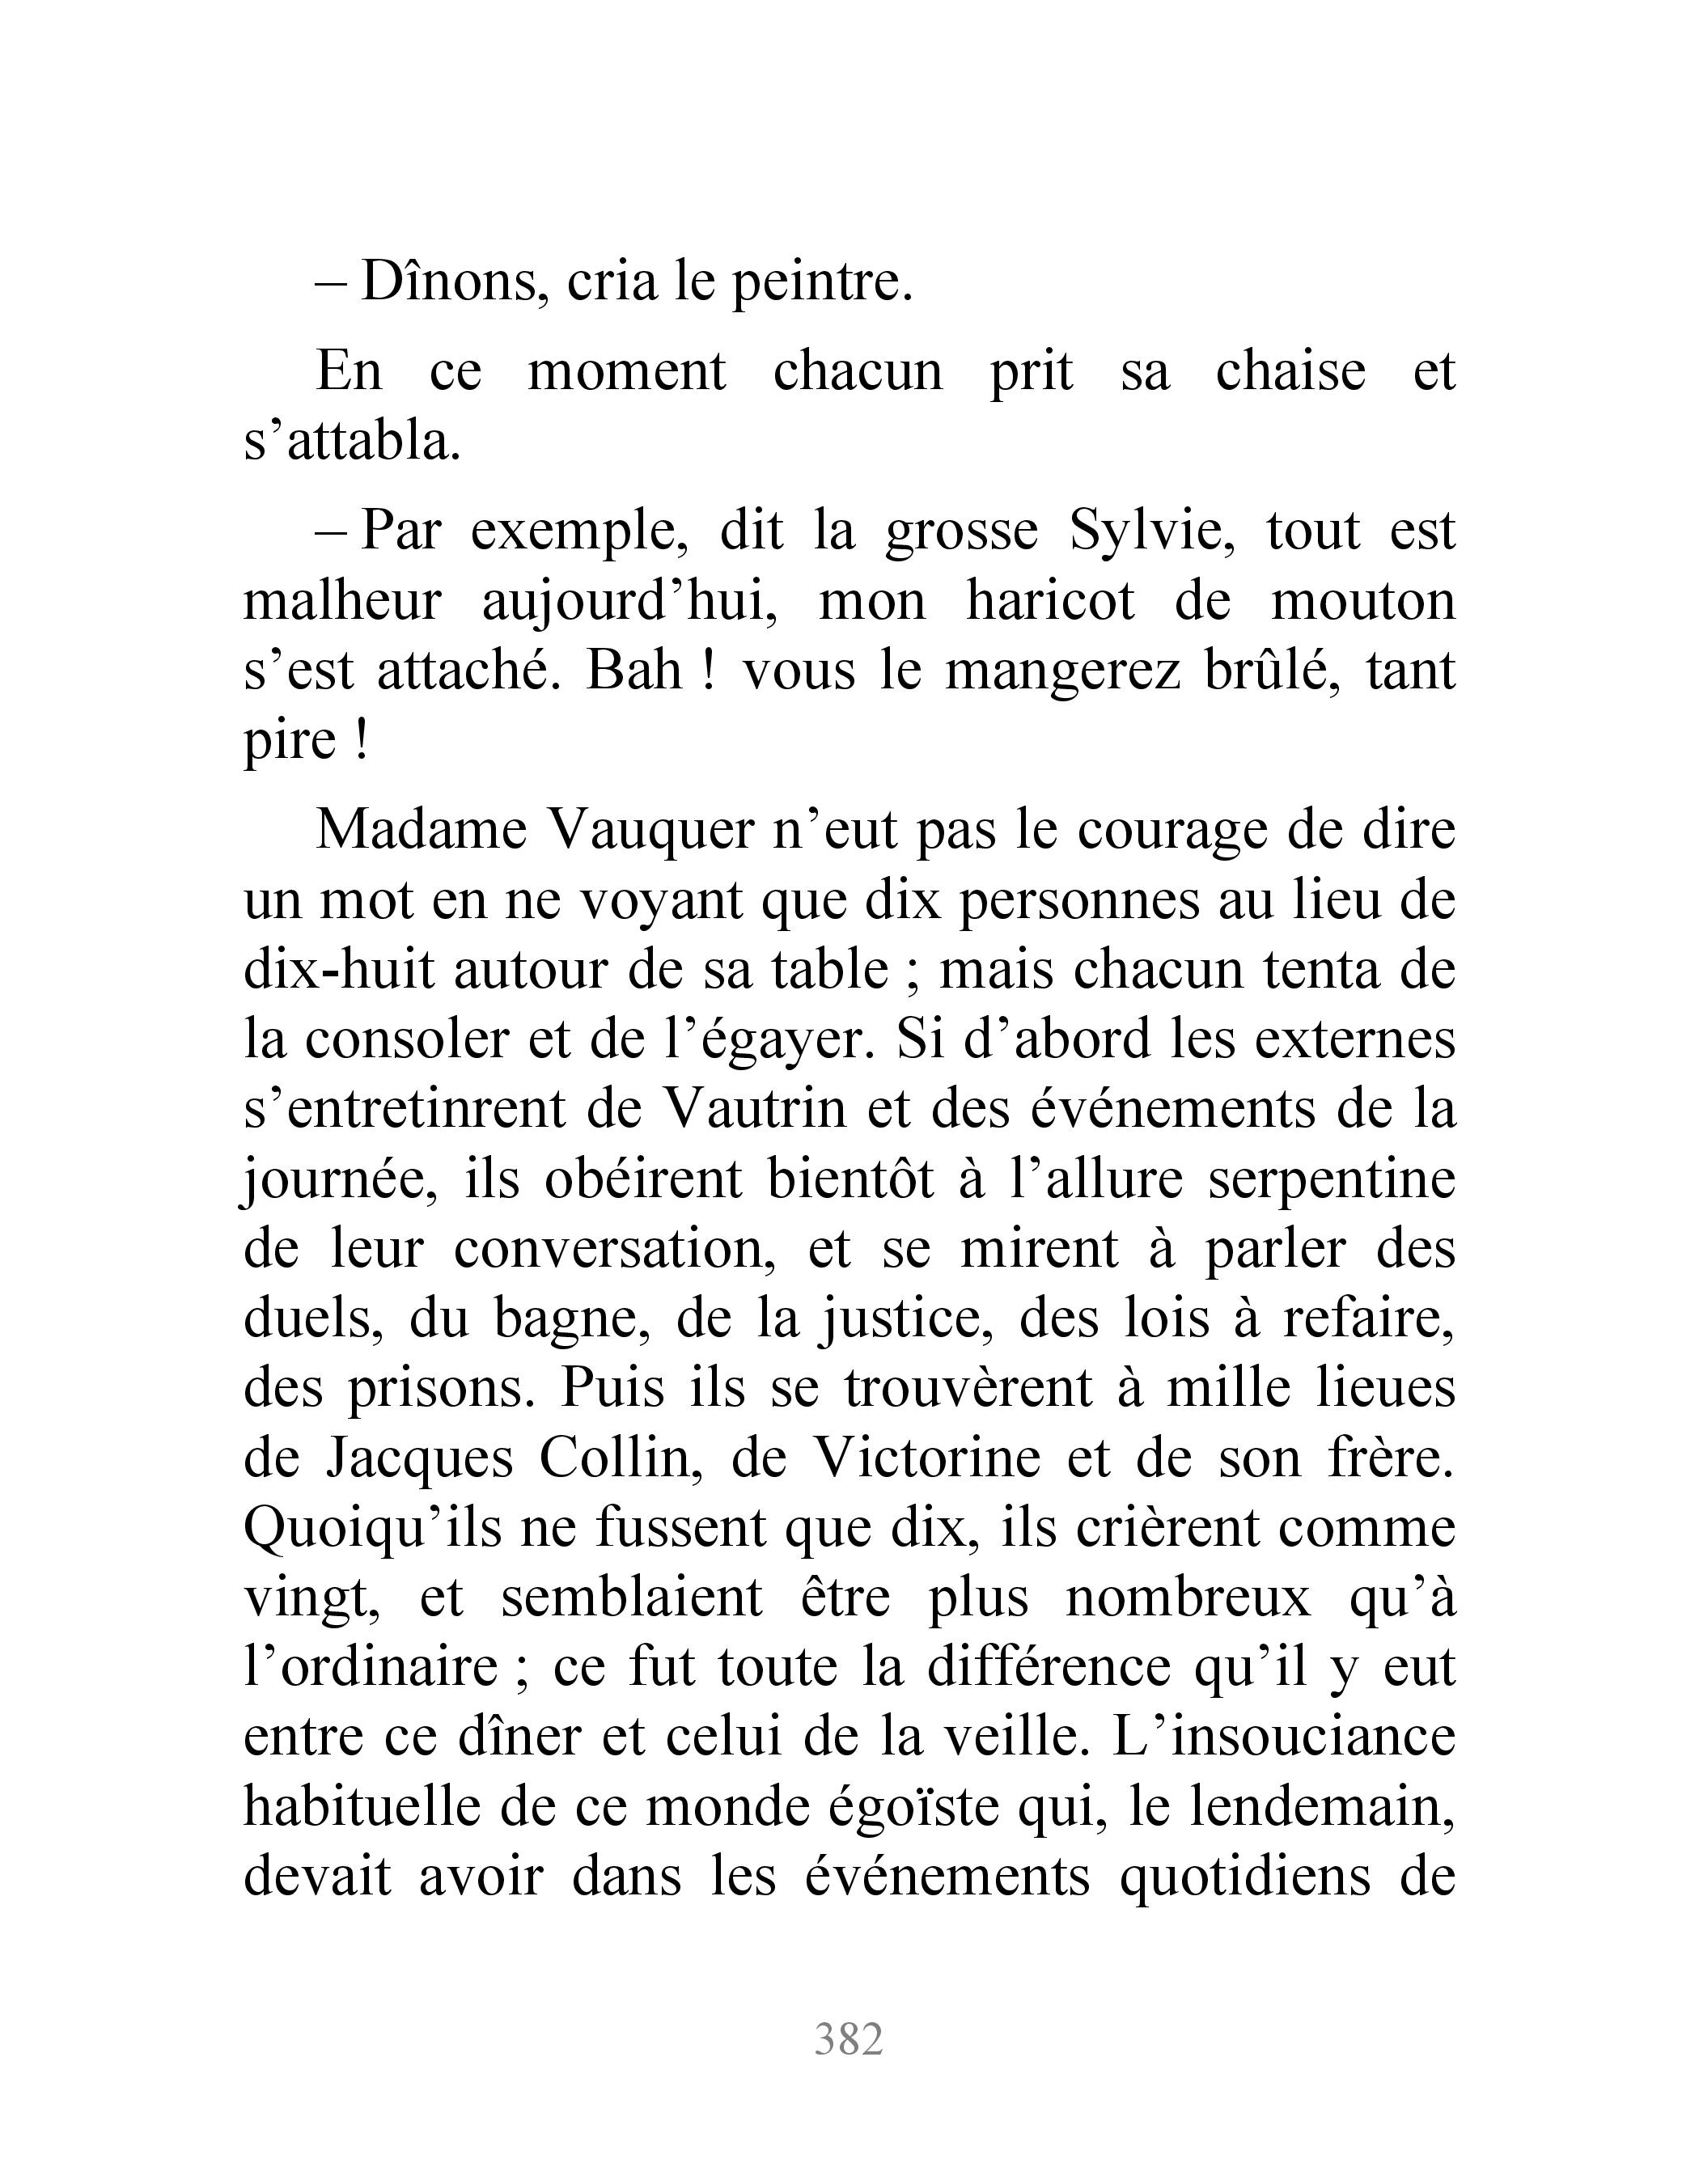 – Dînons, cria le peintre.
En ce moment chacun prit sa chaise et
s’attabla.
– Par exemple, dit la grosse Sylvie, tout est
malheur aujourd’hui, mon haricot de mouton
s’est attaché. Bah ! vous le mangerez brûlé, tant
pire !
Madame Vauquer n’eut pas le courage de dire
un mot en ne voyant que dix personnes au lieu de
dix-huit autour de sa table ; mais chacun tenta de
la consoler et de l’égayer. Si d’abord les externes
s’entretinrent de Vautrin et des événements de la
journée, ils obéirent bientôt à l’allure serpentine
de leur conversation, et se mirent à parler des
duels, du bagne, de la justice, des lois à refaire,
des prisons. Puis ils se trouvèrent à mille lieues
de Jacques Collin, de Victorine et de son frère.
Quoiqu’ils ne fussent que dix, ils crièrent comme
vingt, et semblaient être plus nombreux qu’à
l’ordinaire ; ce fut toute la différence qu’il y eut
entre ce dîner et celui de la veille. L’insouciance
habituelle de ce monde égoïste qui, le lendemain,
devait avoir dans les événements quotidiens de
382